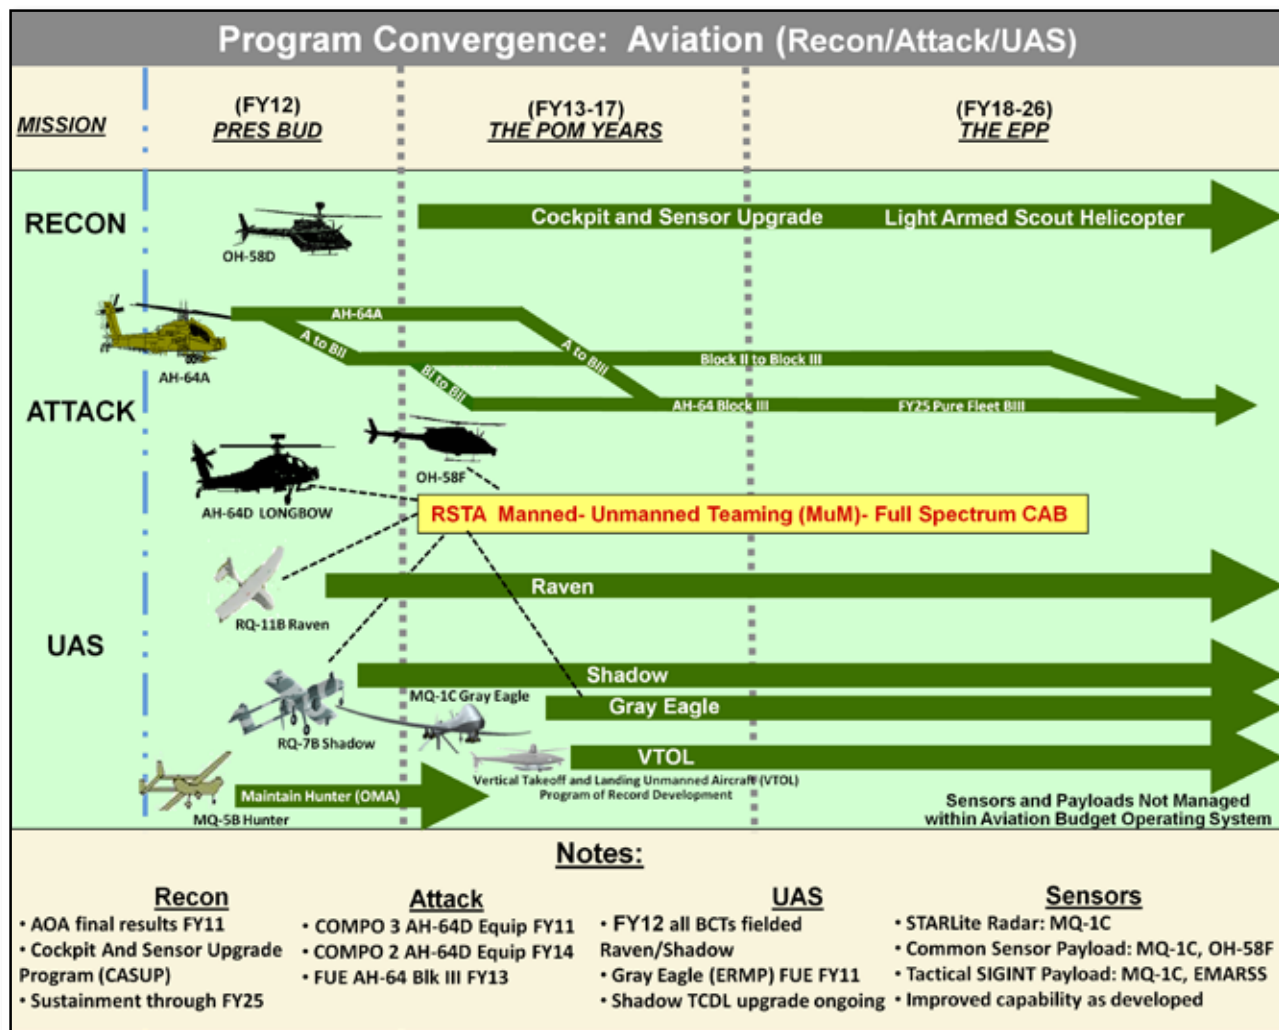 Program Convergence: Aviation (Recon/Attack/UAS)
MISSION
(FY12)
PRES BUD
(FY13-17)
THE POM YEARS
(FY18-26)
THE EPP
RECON
OH-58D
Cockpit and Sensor Upgrade
Light Armed Scout Helicopter
ATTACK
AH-64A
AH-64A
A to BII
A to BIII
Block II to Block III
BI to BII
AH-64 Block III
FY25 Pure Fleet BIII
OH-58F
AH-64D LONGBOW
RSTA Manned- Unmanned Teaming (MuM)- Full Spectrum CAB
UAS
RQ-11B Raven
Raven
Shadow
RQ-7B Shadow
MQ-1C Gray Eagle
Gray Eagle
VTOL
Vertical Takeoff and Landing Unmanned Aircraft (VTOL)
Program of Record Development
Maintain Hunter (OMA)
MQ-5B Hunter
Sensors and Payloads Not Managed
within Aviation Budget Operating System
Notes:
Recon
• AOA final results FY11
• Cockpit And Sensor Upgrade
Program (CASUP)
• Sustainment through FY25
Attack
• COMPO 3 AH-64D Equip FY11
• COMPO 2 AH-64D Equip FY14
• FUE AH-64 Blk III FY13
UAS
• FY12 all BCTs fielded
Raven/Shadow
• Gray Eagle (ERMP) FUE FY11
• Shadow TCDL upgrade ongoing
Sensors
• STARLite Radar: MQ-1C
• Common Sensor Payload: MQ-1C, OH-58F
• Tactical SIGINT Payload: MQ-1C, EMARSS
• Improved capability as developed